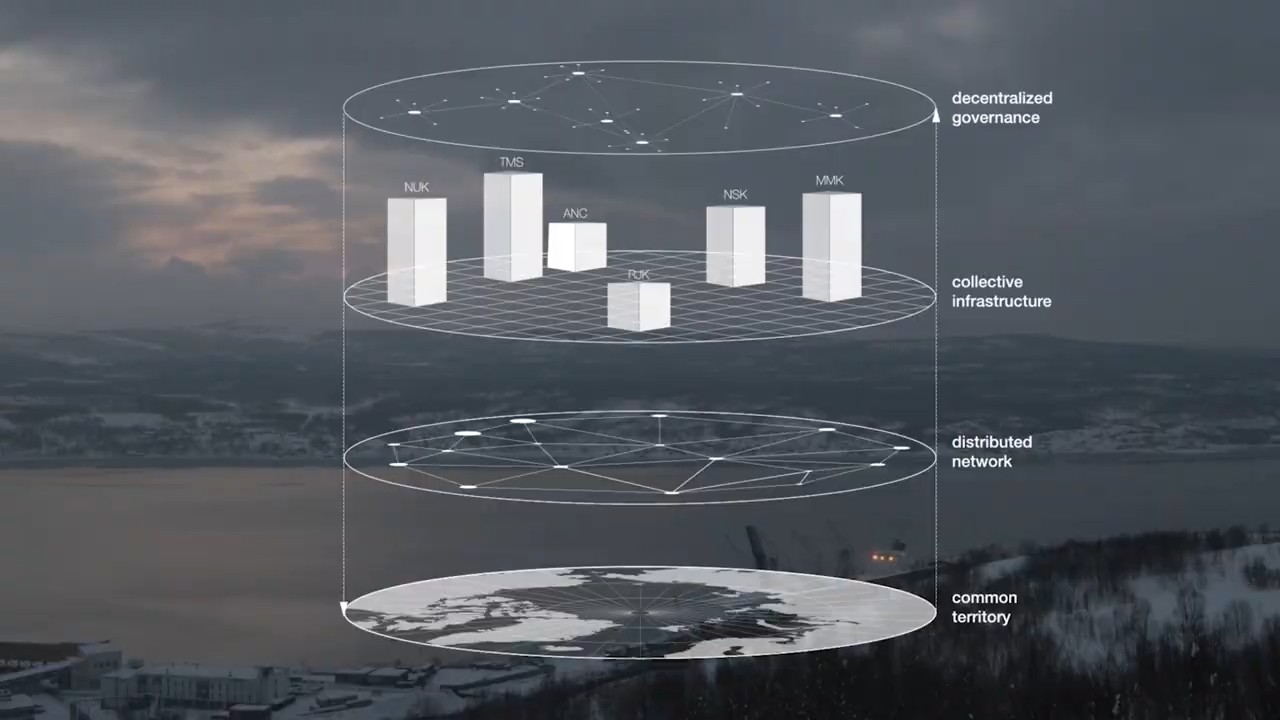 decentralized
governance
TMS
MMK
NUK
NSK
ANC
RJK
collective
infrastructure
distributed
network
common
territory